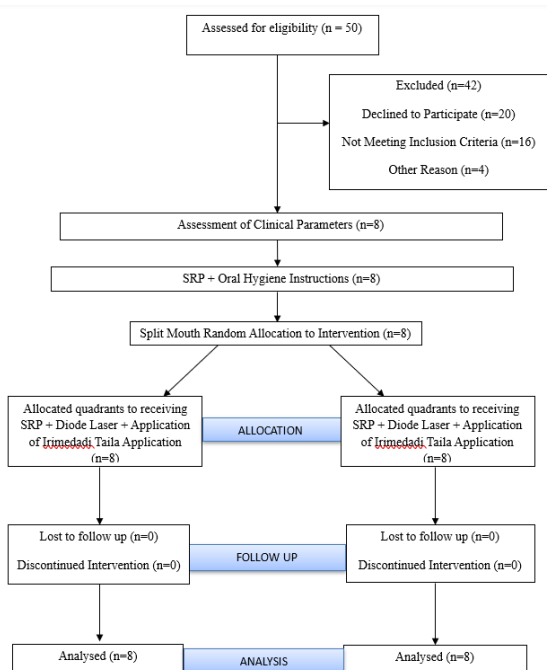 Assessed for eligibility (n = 50)
Excluded (n=42)
Declined to Participate (n=20)
Not Meeting Inclusion Criteria (n=16)
Other Reason (n=4)
Assessment of Clinical Parameters (n=8)
SRP + Oral Hygiene Instructions (n=8)
Split Mouth Random Allocation to Intervention (n=8)
Allocated quadrants to receiving
SRP + Diode Laser + Application
of Irimedadi Taila Application
(n=8)
ALLOCATION
Allocated quadrants to receiving
SRP + Diode Laser + Application
of Irimedadi Taila Application
(n=8)
Lost to follow up (n=0)
Discontinued Intervention (n=0)
FOLLOW UP
Lost to follow up (n=0)
Discontinued Intervention (n=0)
Analysed (n=8)
ANALYSIS
Analysed (n=8)